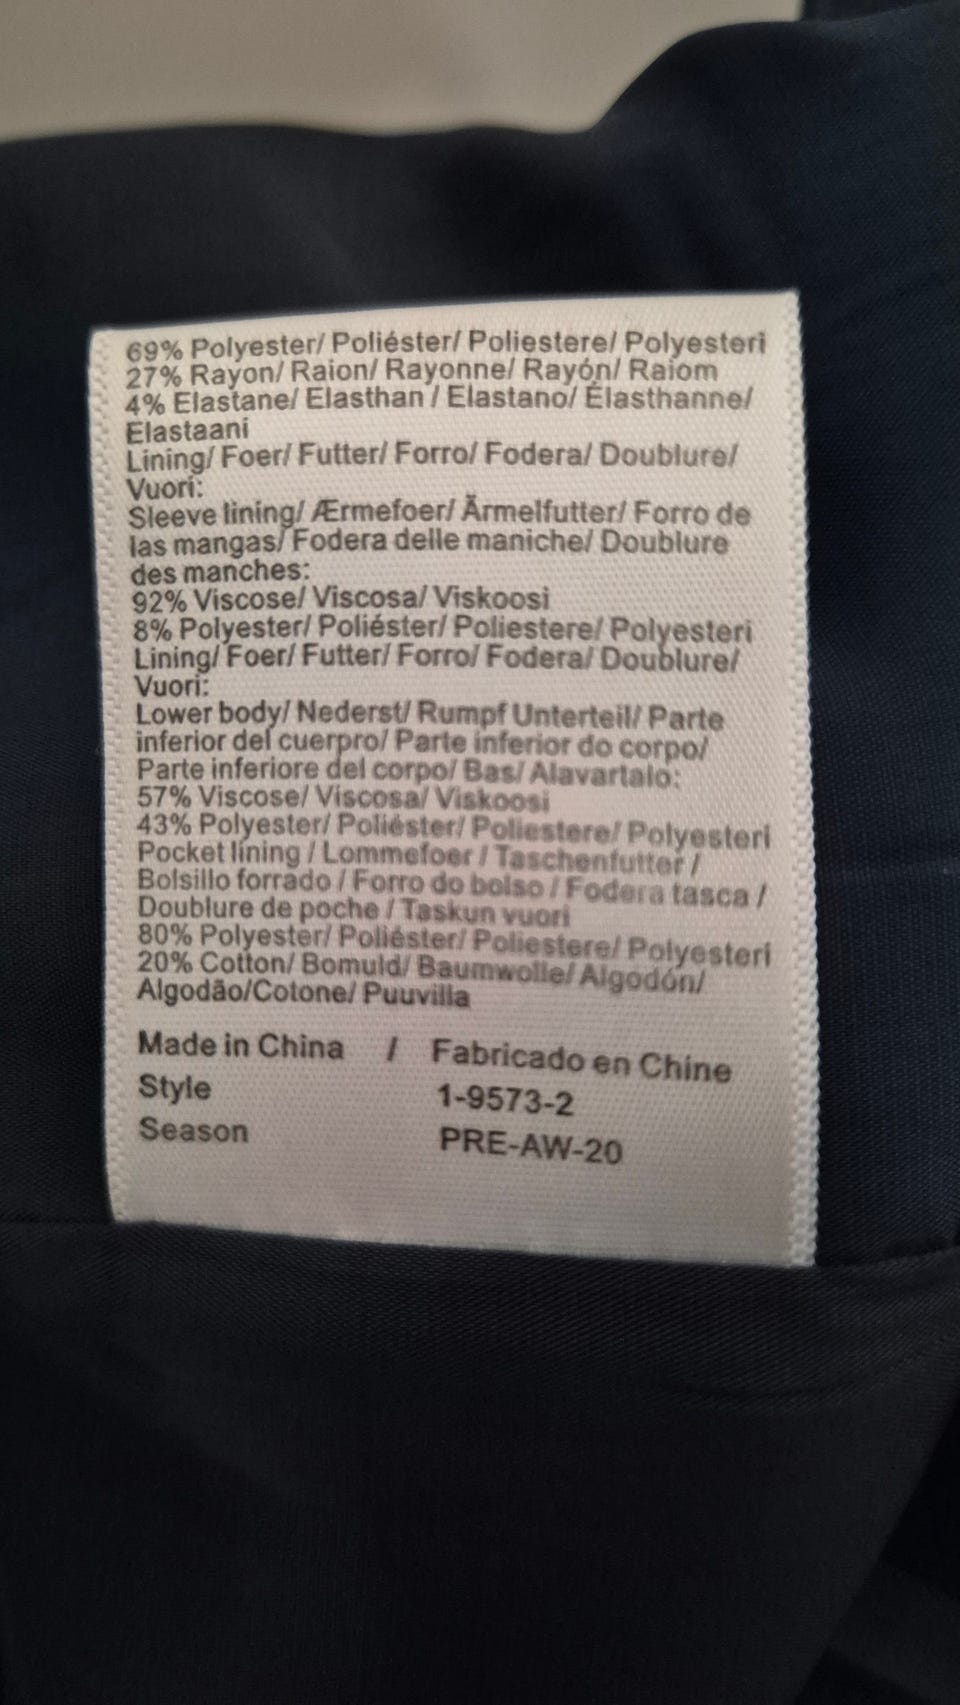 69% Polyester/ Poliéster/ Poliestere/ Polyesteri
27% Rayon/ Raion/ Rayonne/ Rayón/ Raiom
4% Elastane/ Elasthan / Elastano/ Élasthanne/
Elastaani
Lining/ Foer/ Futter/ Forro/ Fodera/ Doublure/
Vuori:
Sleeve lining/ Ærmefoer/ Ärmelfutter/ Forro de
las mangas/ Fodera delle maniche/ Doublure
des manches:
92% Viscose/ Viscosa/ Viskoosi
8% Polyester/ Poliéster/ Poliestere/ Polyesteri
Lining/ Foer/ Futter/ Forro/ Fodera/ Doublure/
Vuori:
Lower body/ Nederst/ Rumpf Unterteil/ Parte
inferior del cuerpro/ Parte inferior do corpo/
Parte inferiore del corpo/ Bas/ Alavartalo:
57% Viscose/ Viscosa/ Viskoosi
43% Polyester/ Poliéster/ Poliestere/ Polyesteri
Pocket lining / Lommefoer / Taschenfutter /
Bolsillo forrado / Forro do bolso / Fodera tasca /
Doublure de poche / Taskun vuori
80% Polyester/ Poliéster/ Poliestere/ Polyesteri
20% Cotton/ Bomuld/ Baumwolle/ Algodón/
Algodão/Cotone/ Puuvilla
Made in China / Fabricado en Chine
Style 1-9573-2
Season PRE-AW-20